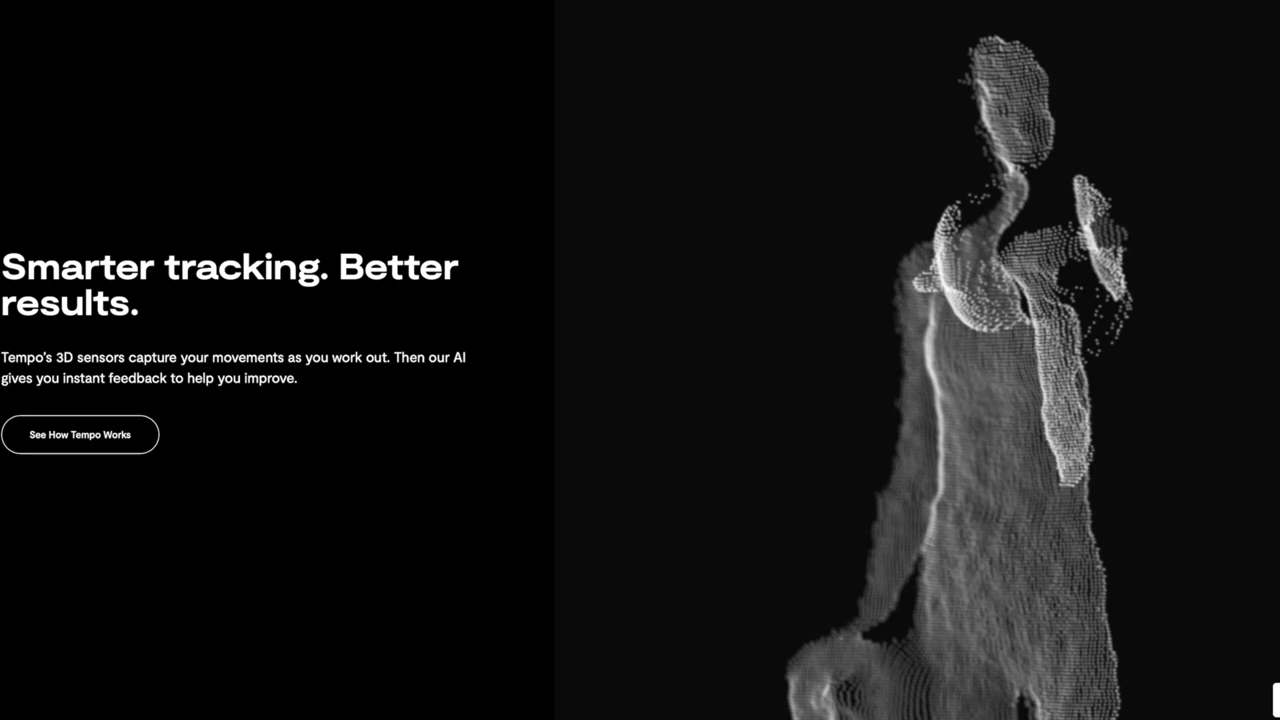 Smarter tracking. Better
results.
Tempo's 3D sensors capture your movements as you work out. Then our AI
gives you instant feedback to help you improve.
See How Tempo Works